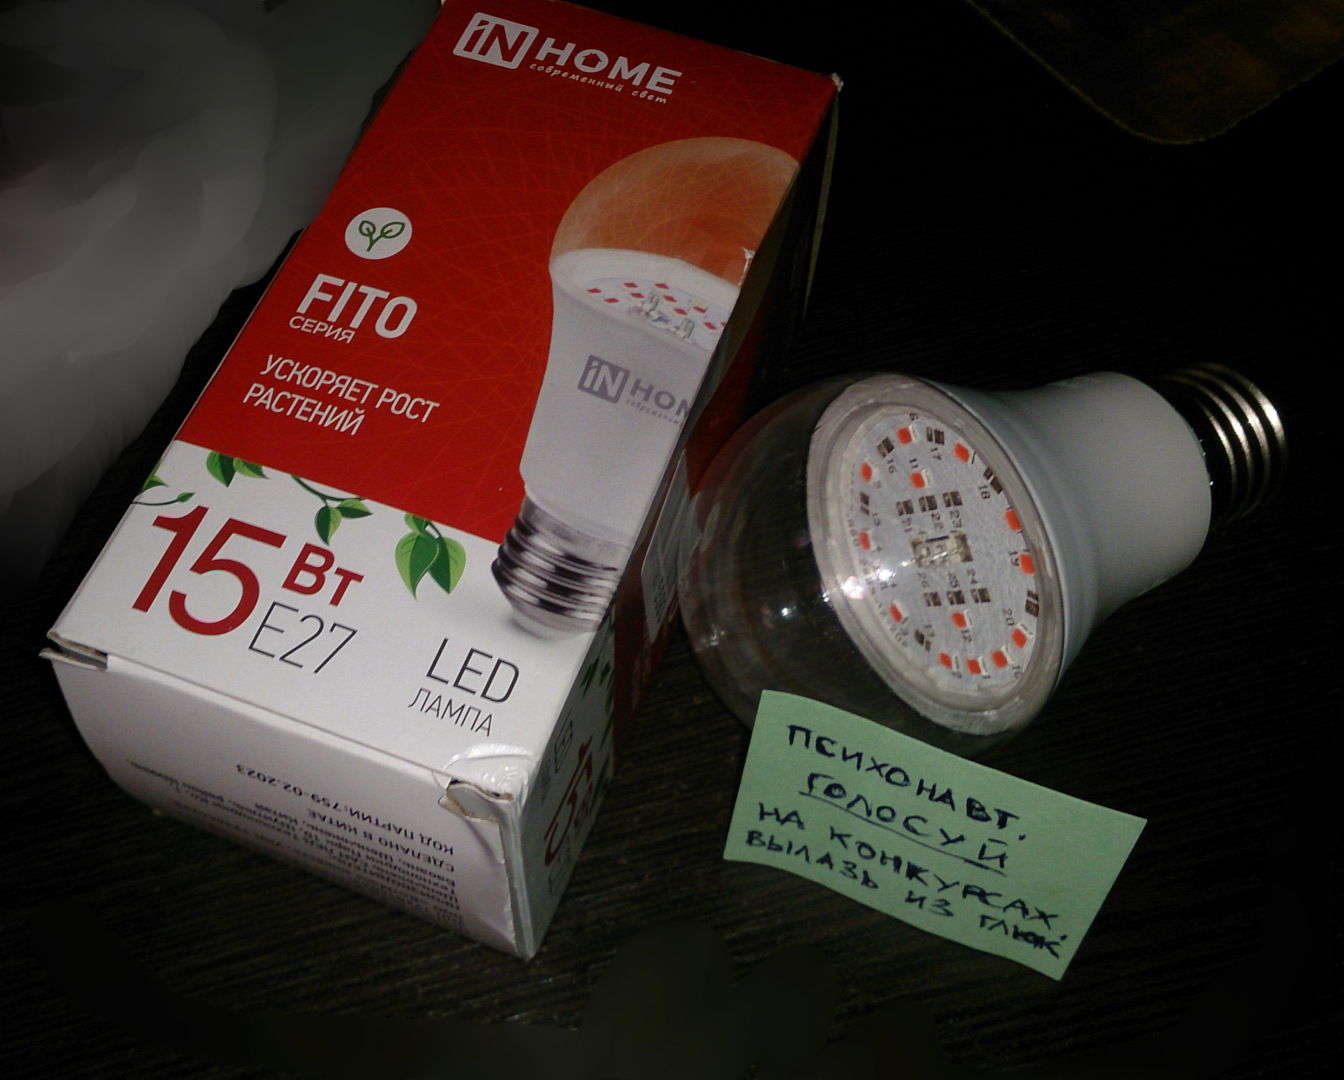 iN HOME
современный свет
FITO
СЕРИЯ
УСКОРЯЕТ РОСТ
РАСТЕНИЙ
iN HOM
15 Вт
E27
LED
ЛАМПА
КОД ПАРТИИ:759-02.2023
СДЕЛАНО В КИТАЕ
ПСИХОНАВТ.
ГОЛОСУЙ
НА КОНКУРСАХ.
ВЫЛАЗЬ ИЗ ГЛЮК